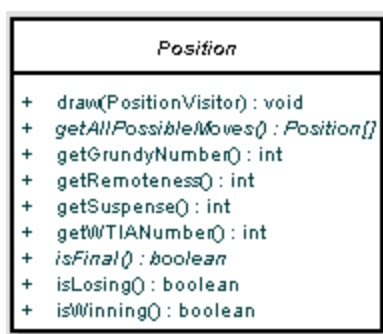 Position
+ draw(PositionVisitor) : void
+ getAllPossibleMoves() : Position[]
+ getGrundyNumber() : int
+ getRemoteness() : int
+ getSuspense() : int
+ getWTIANumber() : int
+ isFinal() : boolean
+ isLosing() : boolean
+ isWinning() : boolean